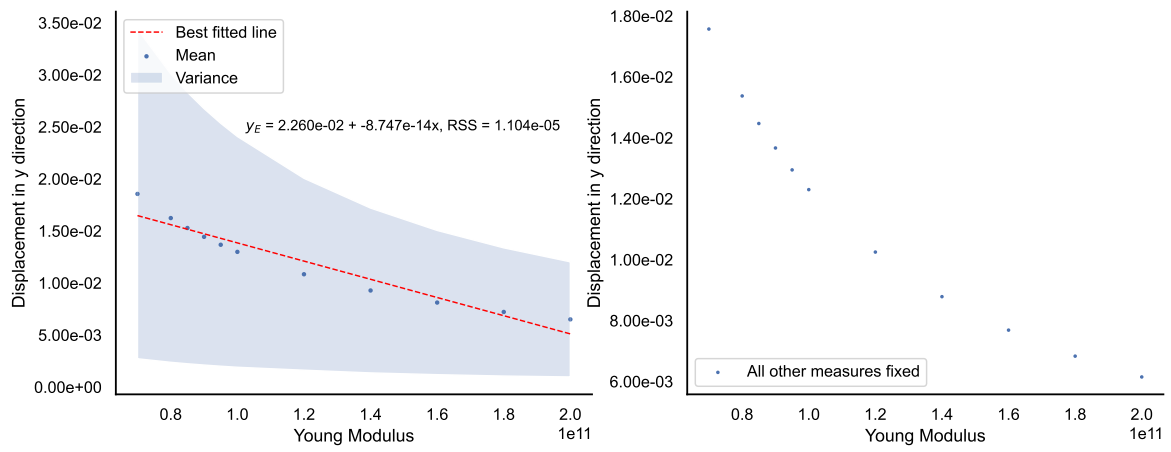 3.50e-02
3.00e-02
2.50e-02
2.00e-02
1.50e-02
1.00e-02
5.00e-03
0.00e+00
Displacement in y direction
Best fitted line
Mean
Variance
y_E = 2.260e-02 + -8.747e-14x, RSS = 1.104e-05
0.8 1.0 1.2 1.4 1.6 1.8 2.0
1e11
Young Modulus
1.80e-02
1.60e-02
1.40e-02
1.20e-02
1.00e-02
8.00e-03
6.00e-03
Displacement in y direction
All other measures fixed
0.8 1.0 1.2 1.4 1.6 1.8 2.0
1e11
Young Modulus